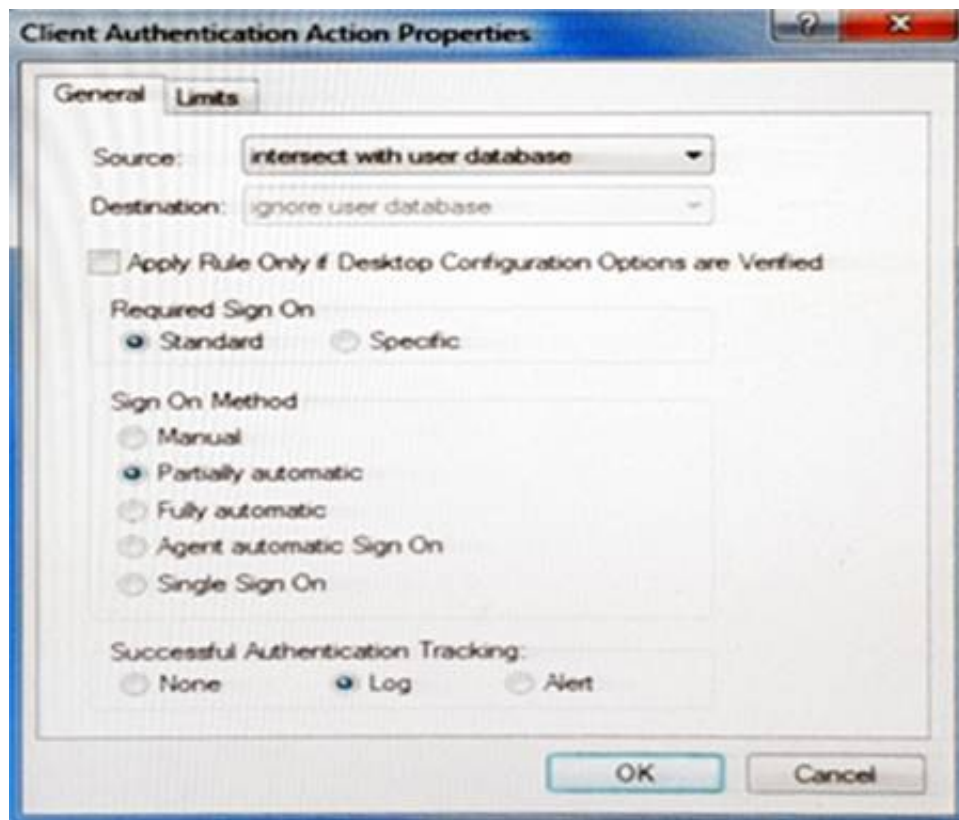 Client Authentication Action Properties
?
General Limits
Source: intersect with user database
Destination: ignore user database
Apply Rule Only if Desktop Configuration Options are Verified
Required Sign On
Standard Specific
Sign On Method
Manual
Partially automatic
Fully automatic
Agent automatic Sign On
Single Sign On
Successful Authentication Tracking:
None Log Alert
OK Cancel